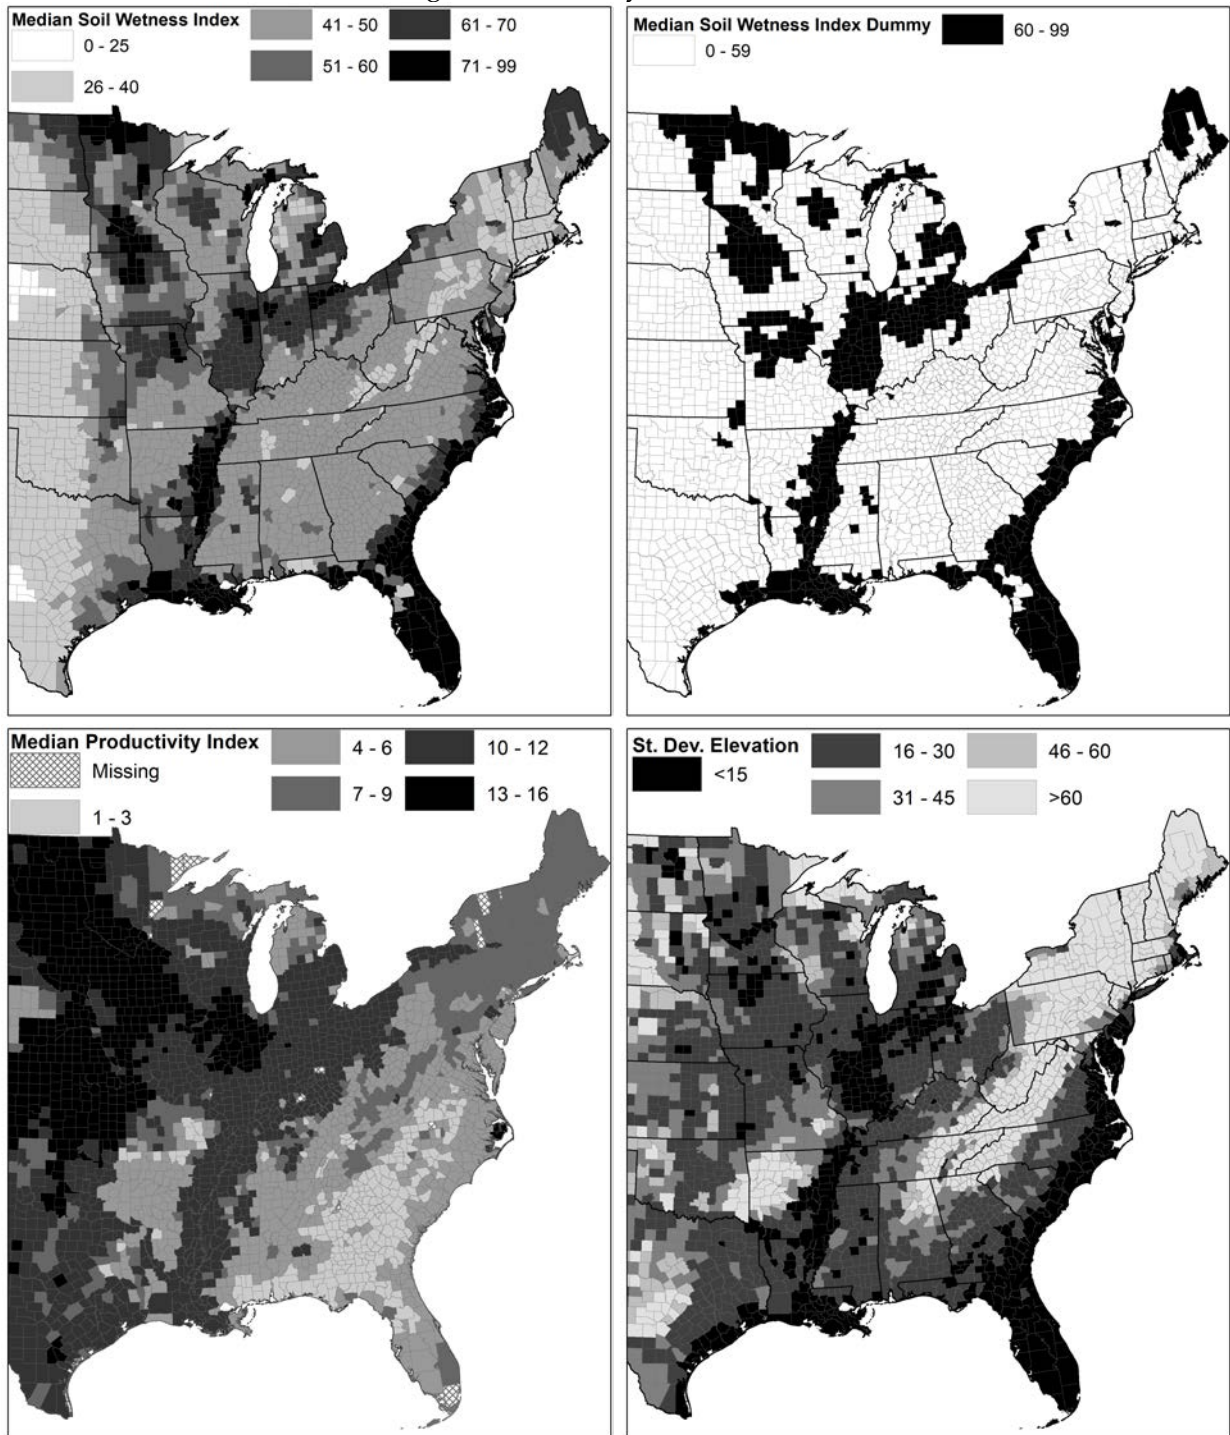 Median Soil Wetness Index
0 - 25
26 - 40
41 - 50
51 - 60
61 - 70
71 - 99
Median Soil Wetness Index Dummy
0 - 59
60 - 99
Median Productivity Index
Missing
1 - 3
4 - 6
7 - 9
10 - 12
13 - 16
St. Dev. Elevation
<15
16 - 30
31 - 45
46 - 60
>60